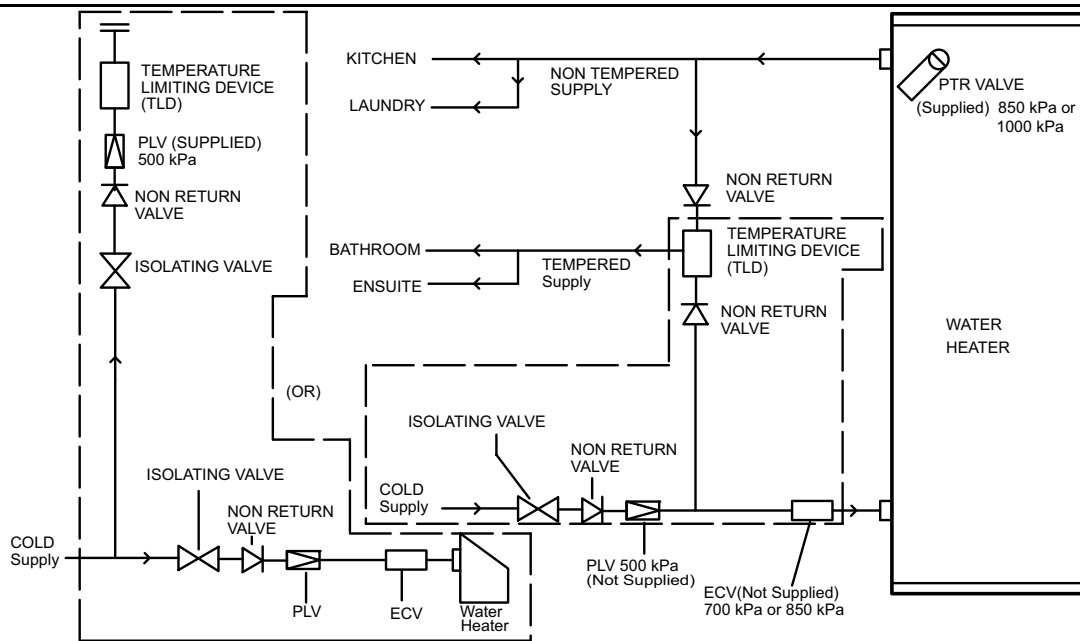 TEMPERATURE
LIMITING DEVICE
(TLD)
PLV (SUPPLIED)
500 kPa
NON RETURN
VALVE
ISOLATING VALVE
ISOLATING VALVE
NON RETURN
VALVE
COLD
Supply
PLV
ECV
Water
Heater
(OR)
KITCHEN
LAUNDRY
NON TEMPERED
SUPPLY
NON RETURN
VALVE
BATHROOM
ENSUITE
TEMPERED
Supply
TEMPERATURE
LIMITING DEVICE
(TLD)
NON RETURN
VALVE
ISOLATING VALVE
NON RETURN
VALVE
COLD
Supply
PLV 500 kPa
(Not Supplied)
ECV(Not Supplied)
700 kPa or 850 kPa
PTR VALVE
(Supplied) 850 kPa or
1000 kPa
WATER
HEATER